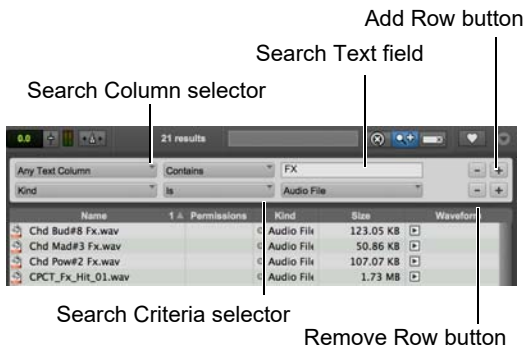 Add Row button
Search Text field
Search Column selector
0.0
21 results
Any Text Column Contains FX - +
Kind Is Audio File - +
Name 1 Permissions Kind Size Waveform
Chd Bud#8 Fx.wav Audio File 123.05 KB
Chd Mad#3 Fx.wav Audio File 50.86 KB
Chd Pow#2 Fx.wav Audio File 107.07 KB
CPCT_Fx_Hit_01.wav Audio File 1.73 MB
Search Criteria selector
Remove Row button